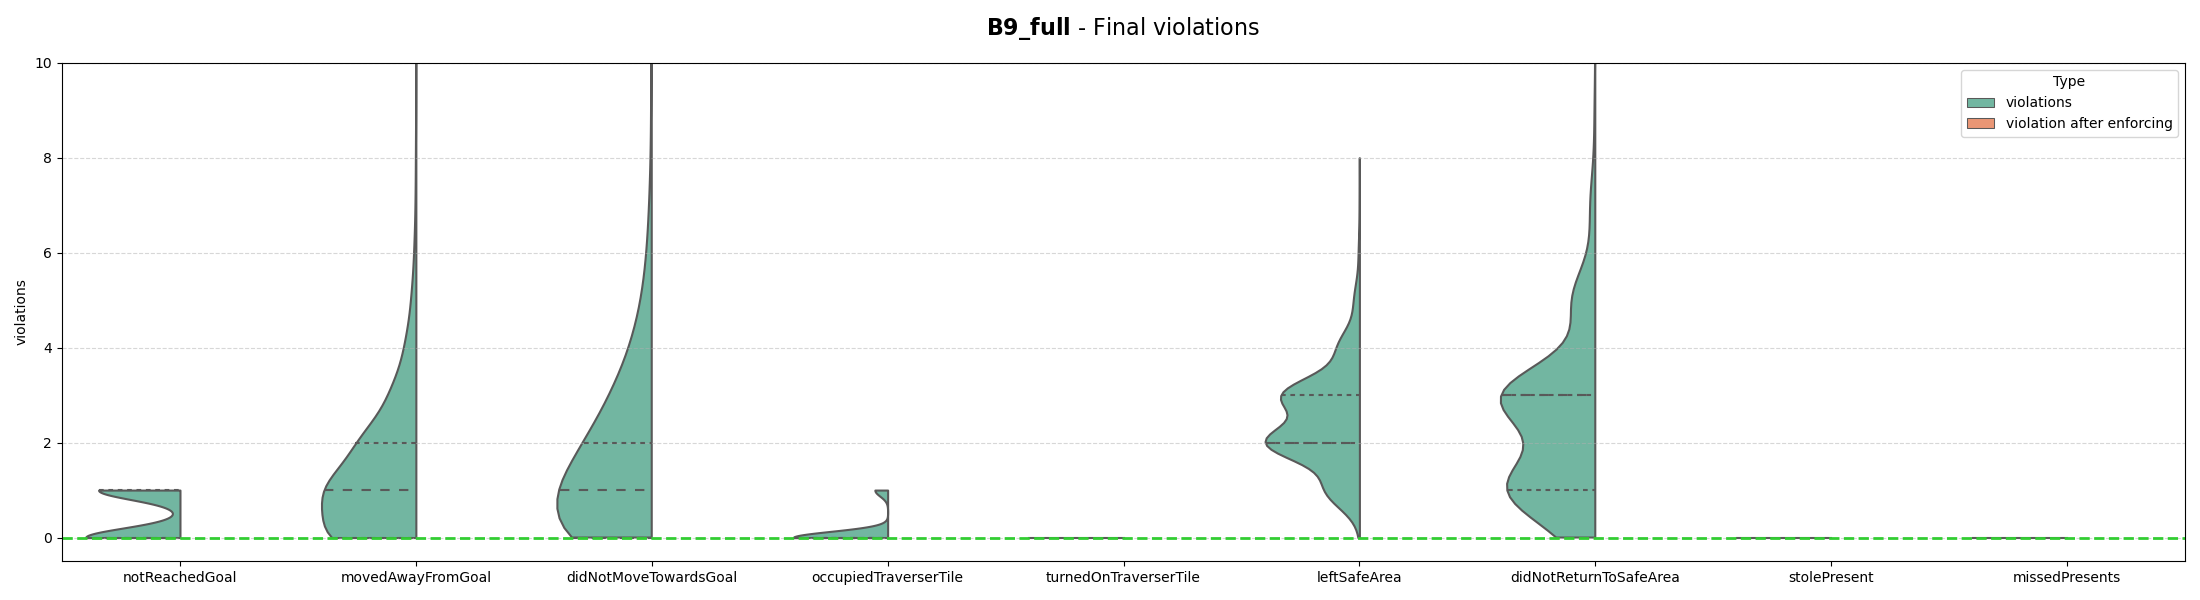 B9_full - Final violations
10
8
6
4
2
0
violations
Type
violations
violation after enforcing
notReachedGoal
movedAwayFromGoal
didNotMoveTowardsGoal
occupiedTraverserTile
turnedOnTraverserTile
leftSafeArea
didNotReturnToSafeArea
stolePresent
missedPresents